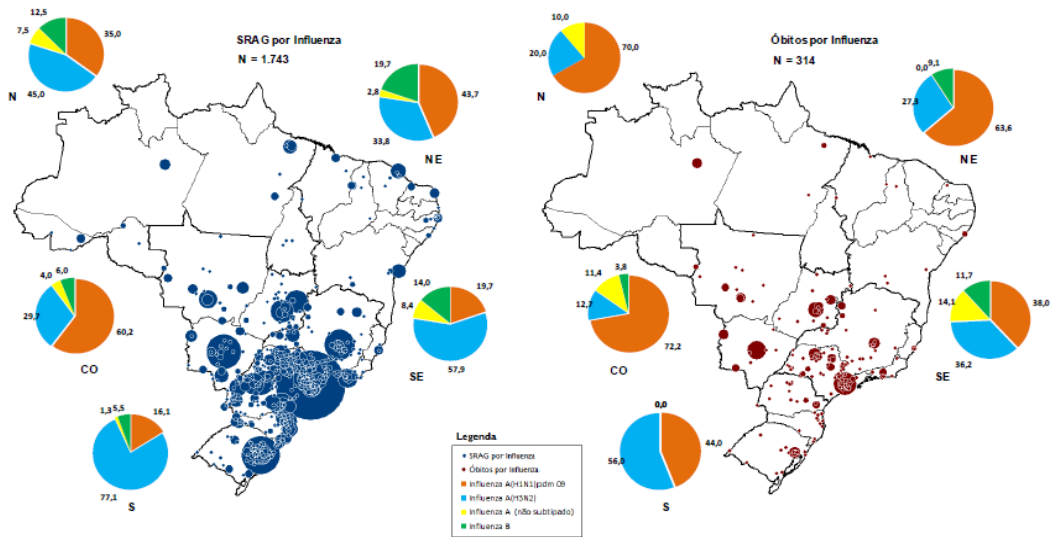 SRAG por Influenza
N = 1.743
12,5
7,5
35,0
45,0
N
19,7
2,8
43,7
33,8
NE
4,0
6,0
29,7
60,2
CO
14,0
19,7
8,4
57,9
SE
1,3
5,5
16,1
77,1
S
Óbitos por Influenza
N = 314
10,0
20,0
70,0
N
0,0
9,1
27,3
63,6
NE
11,4
3,8
12,7
72,2
CO
11,7
14,1
38,0
36,2
SE
0,0
56,0
44,0
S
Legenda
SRAG por Influenza
Óbitos por Influenza
Influenza A(H1N1)pdm 09
Influenza A(H3N2)
Influenza A (não subtipado)
Influenza B